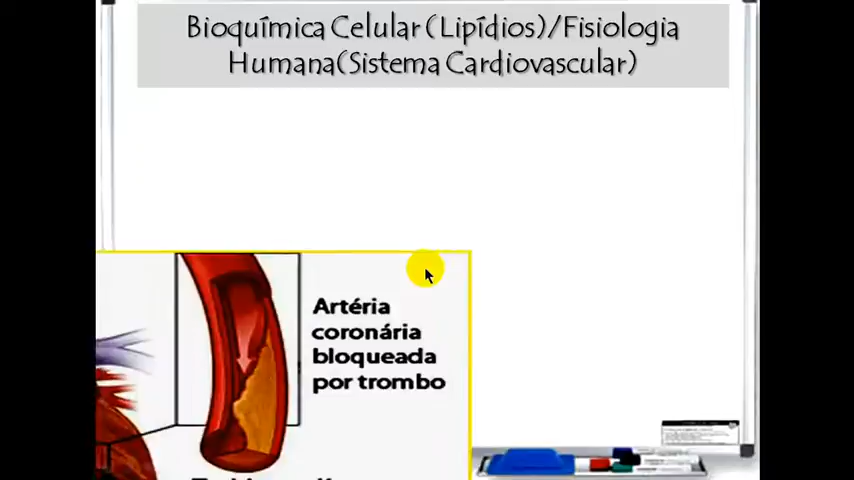 Bioquímica Celular (Lipídios)/Fisiologia
Humana(Sistema Cardiovascular)
Artéria
coronária
bloqueada
por trombo